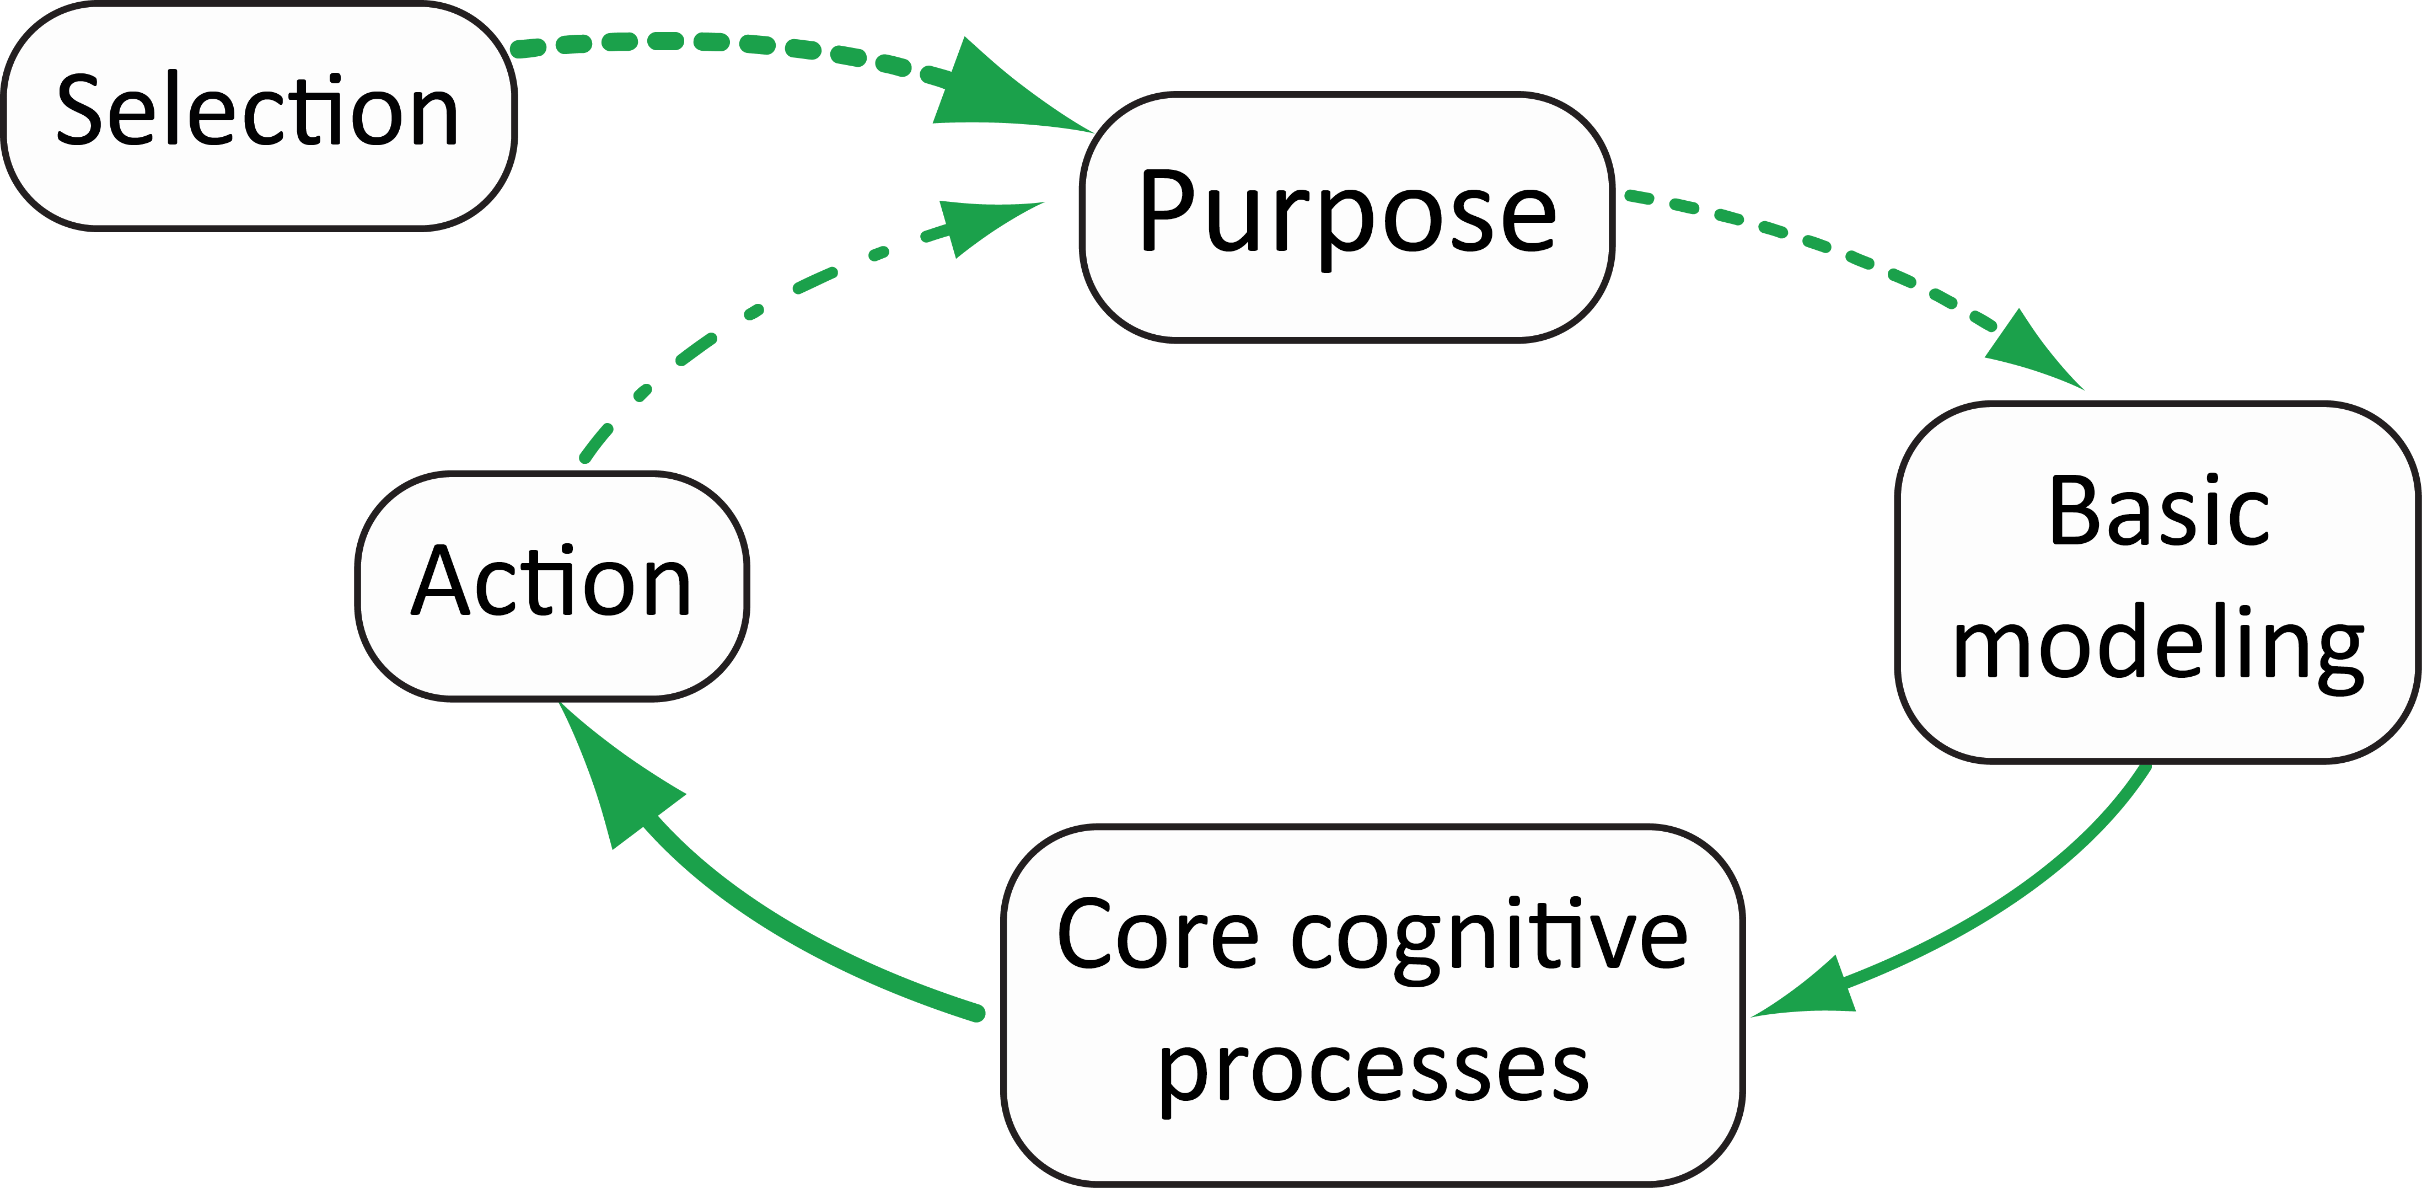 Selection
Purpose
Action
Basic
modeling
Core cognitive
processes